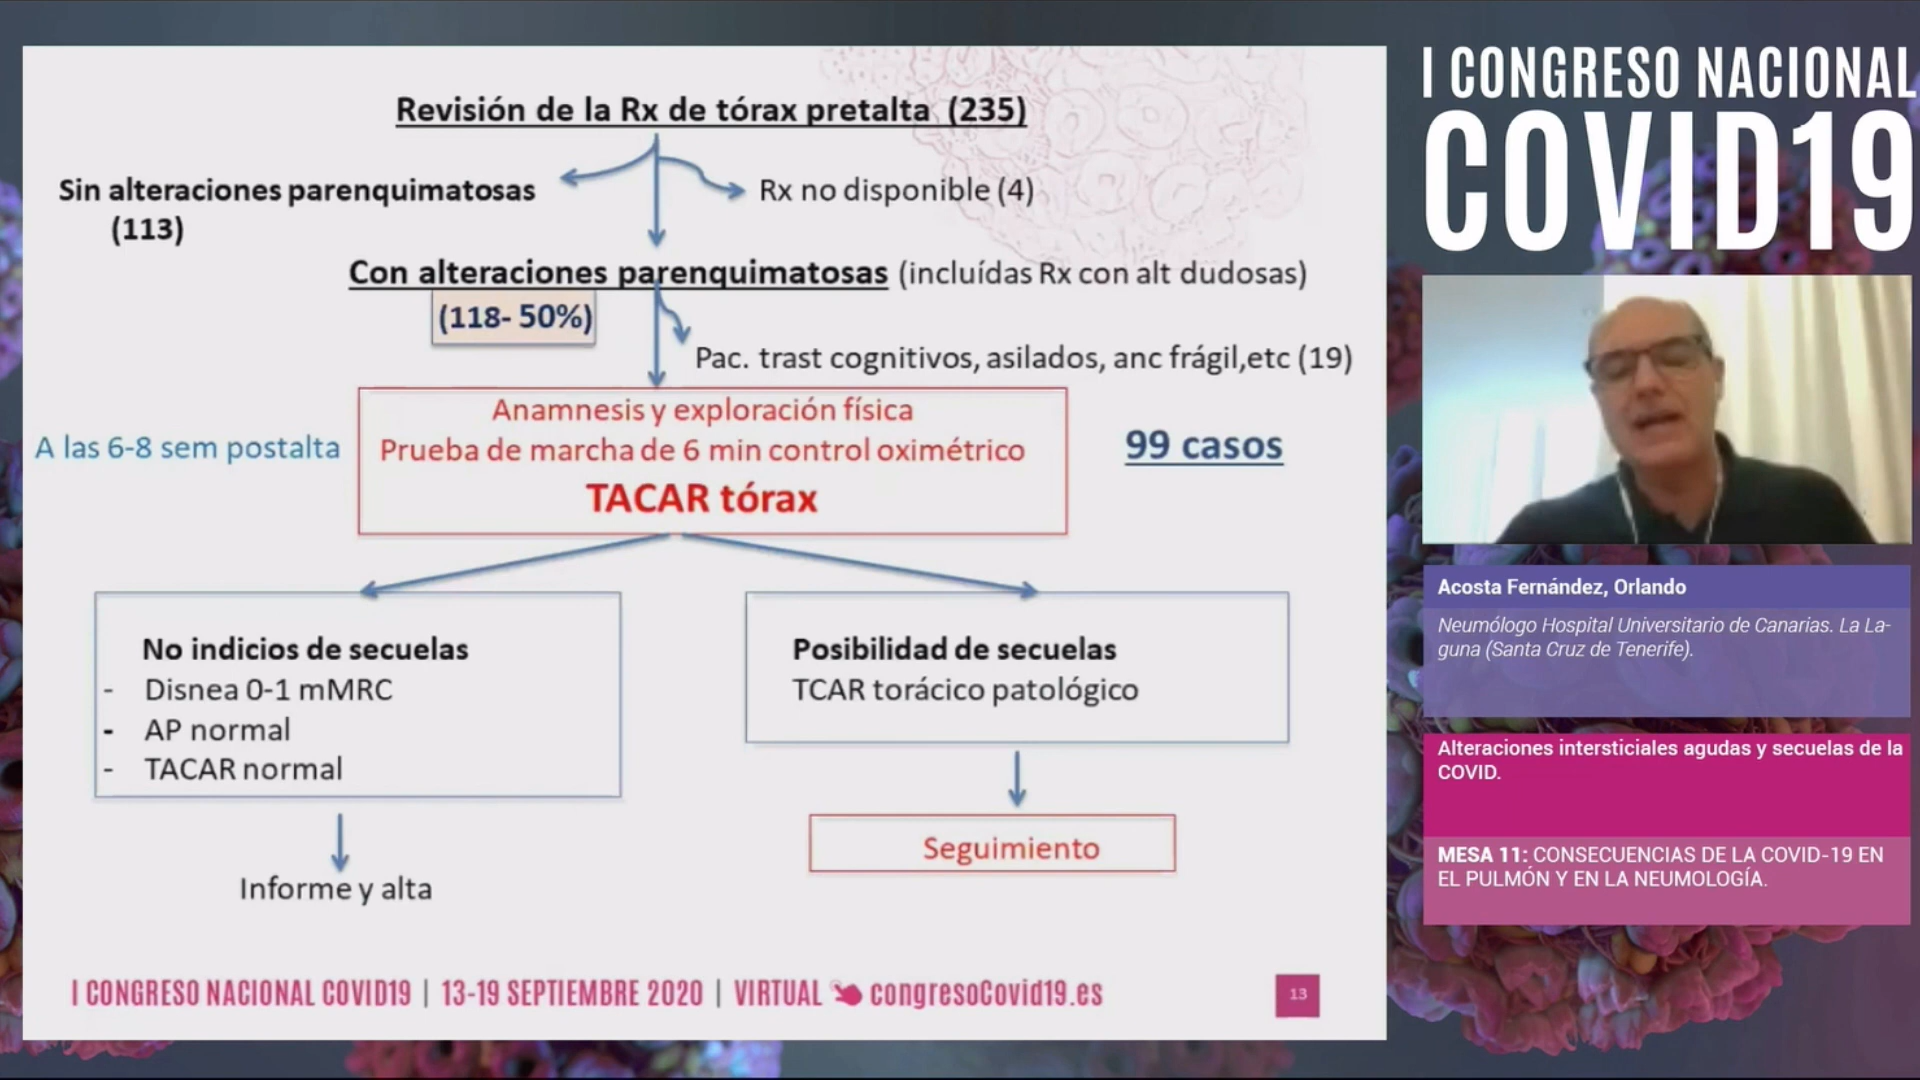 Revisión de la Rx de tórax pretalta (235)
Sin alteraciones parenquimatosas
(113)
Rx no disponible (4)
Con alteraciones parenquimatosas (incluídas Rx con alt dudosas)
(118- 50%)
Pac. trast cognitivos, asilados, anc frágil,etc (19)
A las 6-8 sem postalta
Anamnesis y exploración física
Prueba de marcha de 6 min control oximétrico
TACAR tórax
99 casos
No indicios de secuelas
- Disnea 0-1 mMRC
- AP normal
- TACAR normal
Informe y alta
Posibilidad de secuelas
TCAR torácico patológico
Seguimiento
I CONGRESO NACIONAL COVID19 | 13-19 SEPTIEMBRE 2020 | VIRTUAL congresoCovid19.es
13
I CONGRESO NACIONAL
COVID19
Acosta Fernández, Orlando
Neumólogo Hospital Universitario de Canarias. La La-
guna (Santa Cruz de Tenerife).
Alteraciones intersticiales agudas y secuelas de la
COVID.
MESA 11: CONSECUENCIAS DE LA COVID-19 EN
EL PULMÓN Y EN LA NEUMOLOGÍA.